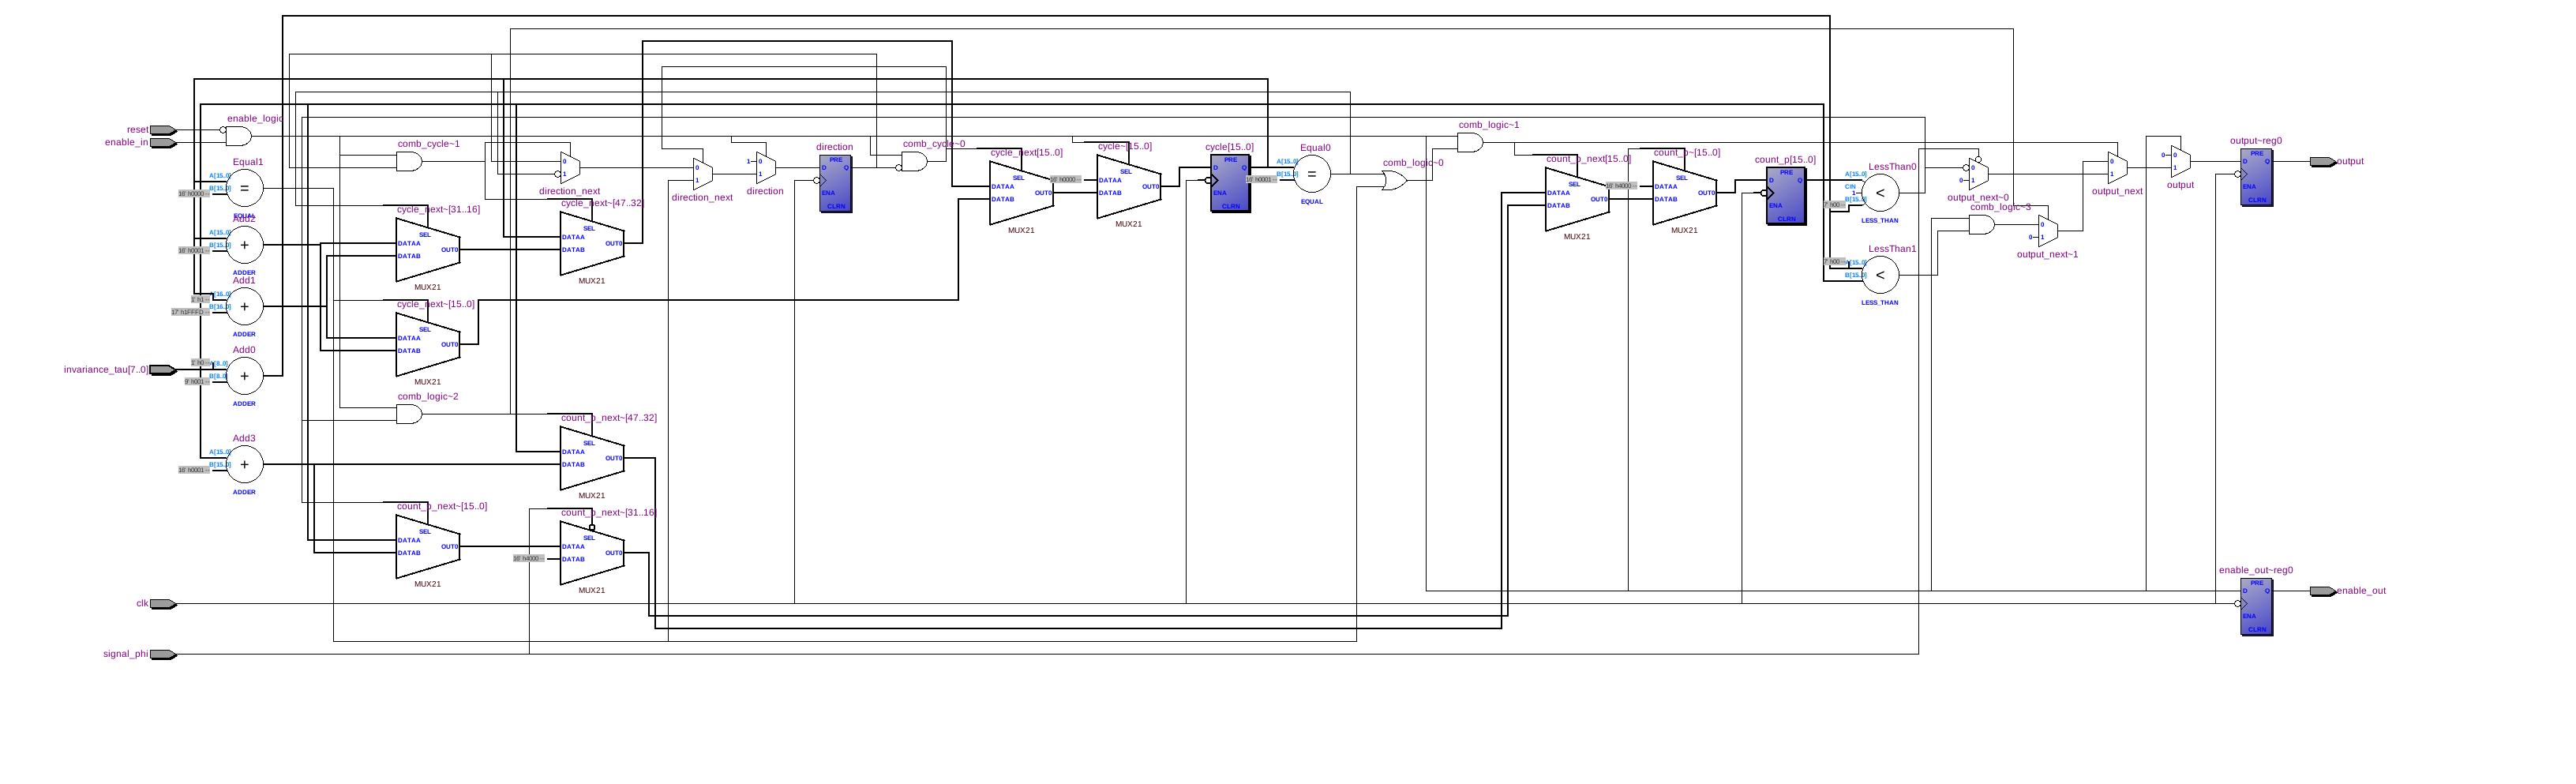 reset
enable_in
enable_logic
Equal1
A[15..0]
B[15..0]
16' h0000 --
=
EQUAL
Add2
A[15..0]
B[15..0]
16' h0001 --
+
ADDER
Add1
B[16..0]
17' h1FFFD --
+
ADDER
invariance_tau[7..0]
Add0
B[8..0]
9' h001 --
+
ADDER
Add3
A[15..0]
B[15..0]
16' h0001 --
+
ADDER
clk
signal_phi
comb_cycle~1
cycle_next~[31..16]
SEL
DATAA
DATAB
OUT0
MUX21
cycle_next~[15..0]
SEL
DATAA
DATAB
OUT0
MUX21
comb_logic~2
count_p_next~[15..0]
SEL
DATAA
DATAB
OUT0
MUX21
0
1
direction_next
cycle_next~[47..32]
SEL
DATAA
DATAB
OUT0
MUX21
count_p_next~[47..32]
SEL
DATAA
DATAB
OUT0
MUX21
count_p_next~[31..16]
SEL
DATAA
16' h4000 --
DATAB
OUT0
MUX21
0
1
direction_next
1
0
1
direction
direction
PRE
D
Q
ENA
CLRN
comb_cycle~0
cycle_next[15..0]
SEL
DATAA
DATAB
OUT0
MUX21
cycle~[15..0]
SEL
16' h0000 --
DATAA
DATAB
OUT0
MUX21
cycle[15..0]
PRE
D
Q
ENA
CLRN
Equal0
A[15..0]
B[15..0]
16' h0001 --
=
EQUAL
comb_logic~0
comb_logic~1
count_p_next[15..0]
SEL
DATAA
DATAB
OUT0
MUX21
count_p~[15..0]
SEL
16' h4000 --
DATAA
DATAB
OUT0
MUX21
count_p[15..0]
PRE
D
Q
ENA
CLRN
LessThan0
A[15..0]
CIN
1
B[15..0]
<
LESS_THAN
LessThan1
A[15..0]
B[15..0]
<
LESS_THAN
0
0
1
output_next~0
comb_logic~3
0
0
1
output_next~1
0
1
output_next
0
0
1
output
output~reg0
PRE
D
Q
ENA
CLRN
output
enable_out~reg0
PRE
D
Q
ENA
CLRN
enable_out